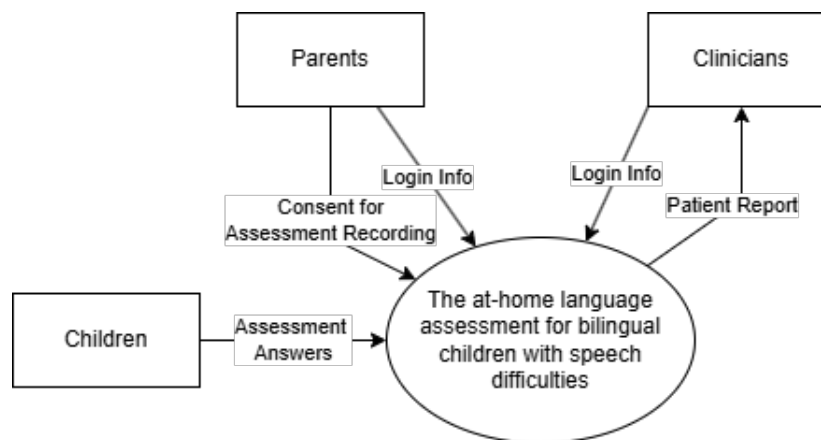 Parents
Clinicians
Login Info
Login Info
Consent for
Assessment Recording
Patient Report
Children
Assessment
Answers
The at-home language
assessment for bilingual
children with speech
difficulties